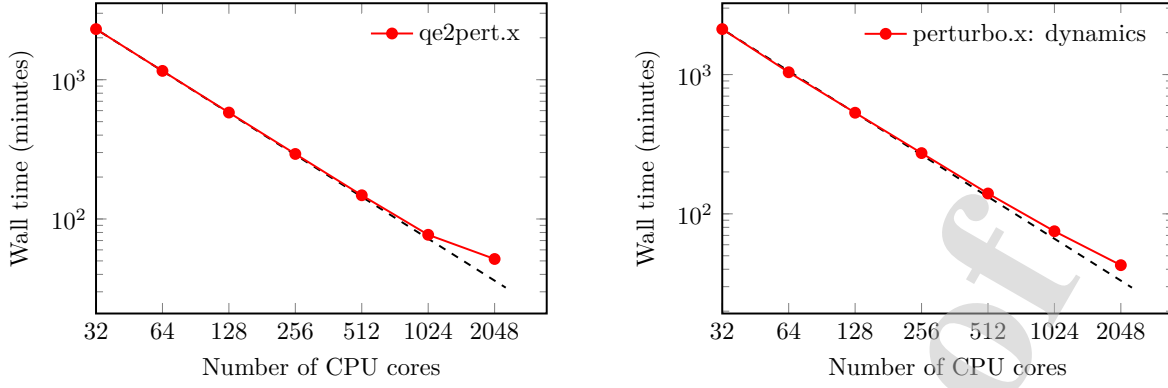 qe2pert.x
10^3
10^2
Wall time (minutes)
32 64 128 256 512 1024 2048
Number of CPU cores
perturbo.x: dynamics
10^3
10^2
Wall time (minutes)
32 64 128 256 512 1024 2048
Number of CPU cores
of